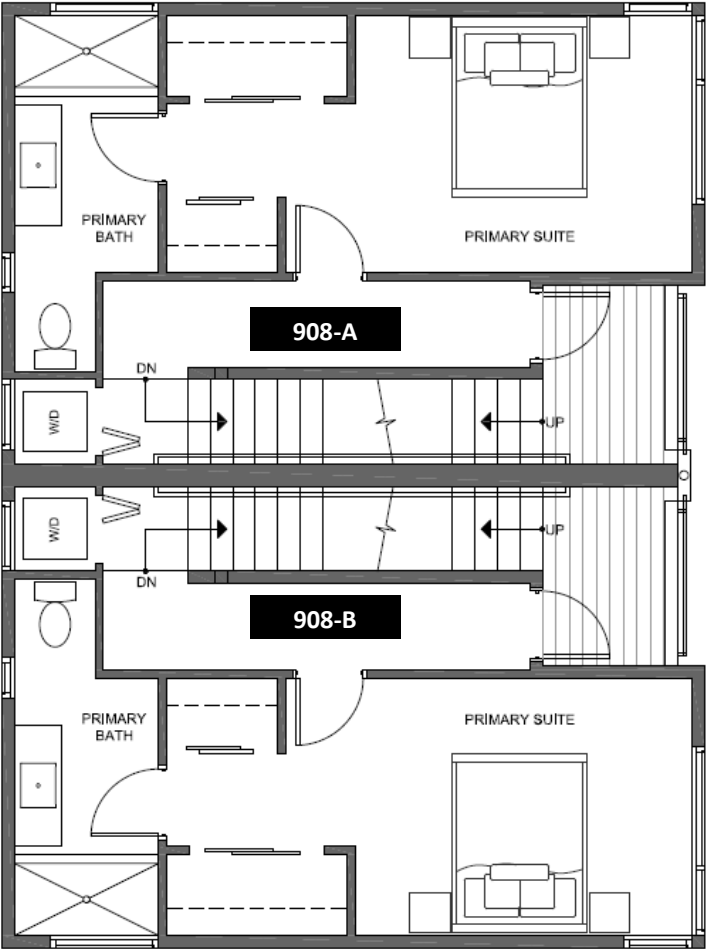 PRIMARY
BATH
PRIMARY SUITE
908-A
DN
W/D
UP
W/D
UP
DN
908-B
PRIMARY
BATH
PRIMARY SUITE